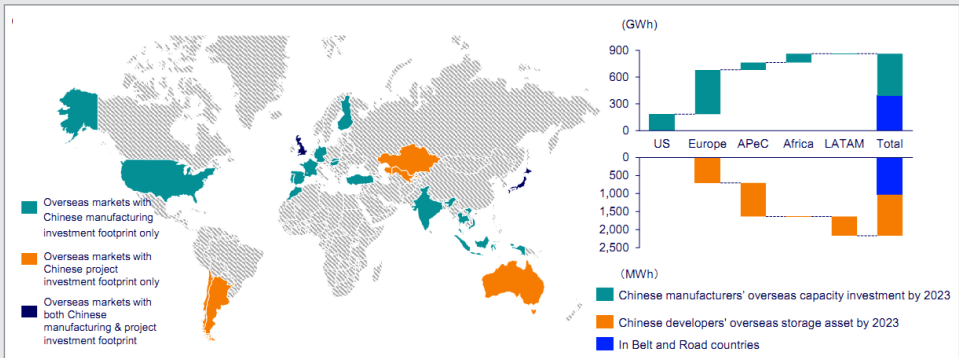 Overseas markets with
Chinese manufacturing
investment footprint only
Overseas markets with
Chinese project
investment footprint only
Overseas markets with
both Chinese
manufacturing & project
investment footprint
(GWh)
900
600
300
0
US Europe APeC Africa LATAM Total
0
500
1,000
1,500
2,000
2,500
(MWh)
Chinese manufacturers' overseas capacity investment by 2023
Chinese developers' overseas storage asset by 2023
In Belt and Road countries